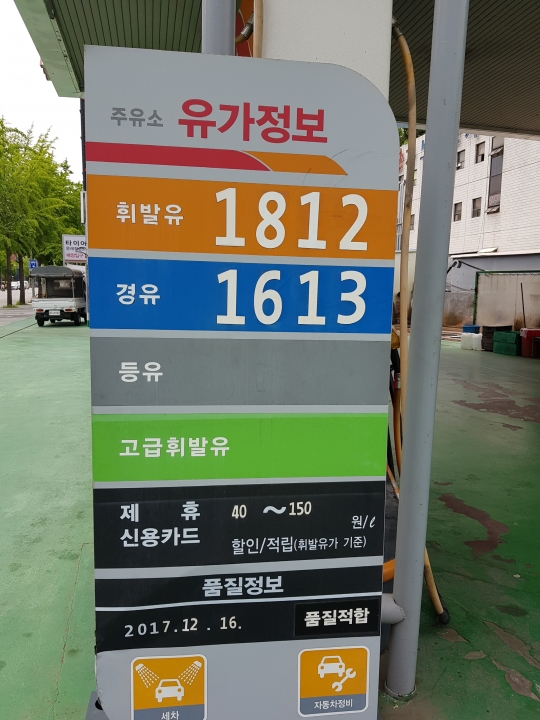 주유소 유가정보
휘발유 1812
경유 1613
등유
고급휘발유
제 휴 40 ~150
신용카드 원/ℓ
할인/적립(휘발유가 기준)
품질정보
2017.12.16. 품질적합
세차 자동차정비
타이어